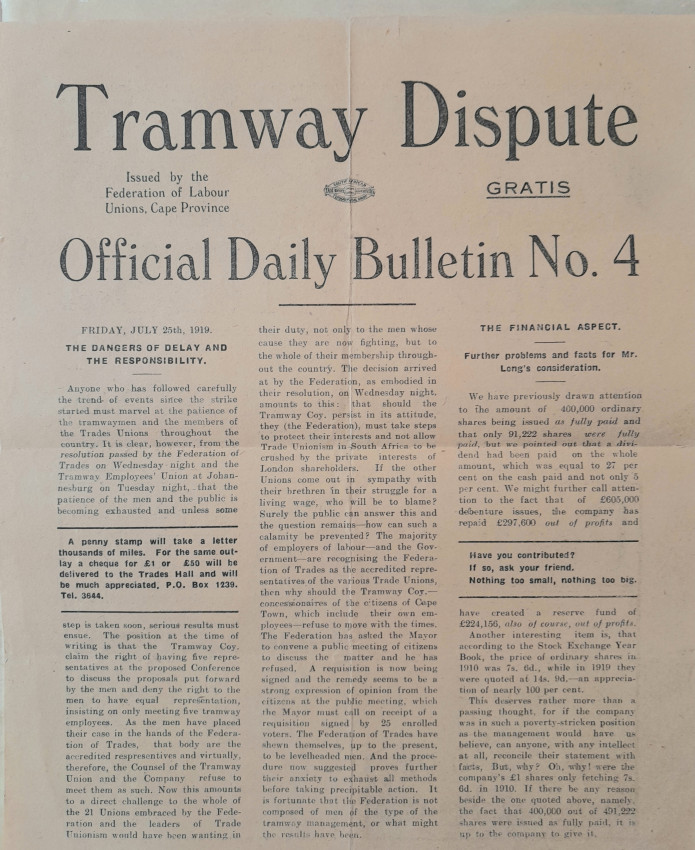 Tramway Dispute
Issued by the
Federation of Labour
Unions, Cape Province
GRATIS
Official Daily Bulletin No. 4
FRIDAY, JULY 25th, 1919.
THE DANGERS OF DELAY AND
THE RESPONSIBILITY.
Anyone who has followed carefully
the trend of events since the strike
started must marvel at the patience of
the tramwaymen and the members of
the Trades Unions throughout the
country. It is clear, however, from the
resolution passed by the Federation of
Trades on Wednesday night and the
Tramway Employees' Union at Johan-
nesburg on Tuesday night, that the
patience of the men and the public is
becoming exhausted and unless some
A penny stamp will take a letter
thousands of miles. For the same out-
lay a cheque for £1 or £50 will be
delivered to the Trades Hall and will
be much appreciated, P.O. Box 1239.
Tel. 3644.
step is taken soon, serious results must
ensue. The position at the time of
writing is that the Tramway Coy.
claim the right of having five repre-
sentatives at the proposed Conference
to discuss the proposals put forward
by the men and deny the right to the
men to have equal representation,
insisting on only meeting five tramway
employees. As the men have placed
their case in the hands of the Federa-
tion of Trades, that body are the
accredited respresentives and virtually,
therefore, the Counsel of the Tramway
Union and the Company refuse to
meet them as such. Now this amounts
to a direct challenge to the whole of
the 21 Unions embraced by the Fede-
ration and the leaders of Trade
Unionism would have been wanting in
their duty, not only to the men whose
cause they are now fighting, but to
the whole of their membership through-
out the country. The decision arrived
at by the Federation, as embodied in
their resolution, on Wednesday night,
amounts to this: that should the
Tramway Coy. persist in its attitude,
they (the Federation), must take steps
to protect their interests and not allow
Trade Unionism in South Africa to be
crushed by the private interests of
London shareholders. If the other
Unions come out in sympathy with
their brethren in their struggle for a
living wage, who will be to blame?
Surely the public can answer this and
the question remains—how can such a
calamity be prevented? The majority
of employers of labour—and the Gov-
ernment—are recognising the Federa-
tion of Trades as the accredited repre-
sentatives of the various Trade Unions,
then why should the Tramway Coy.—
concessionaires of the citizens of Cape
Town, which include their own em-
ployees—refuse to move with the times.
The Federation has asked the Mayor
to convene a public meeting of citizens
to discuss the matter and he has
refused. A requisition is now being
signed and the remedy seems to be a
strong expression of opinion from the
citizens at the public meeting, which
the Mayor must call on receipt of a
requisition signed by 25 enrolled
voters. The Federation of Trades have
shewn themselves, up to the present,
to be levelheaded men. And the proce-
dure now suggested proves further
their anxiety to exhaust all methods
before taking precipitable action. It
is fortunate that the Federation is not
composed of men of the type of the
tramway management, or what might
the results have been.
THE FINANCIAL ASPECT.
Further problems and facts for Mr.
Long's consideration.
We have previously drawn attention
to the amount of 400,000 ordinary
shares being issued as fully paid and
that only 91,222 shares were fully
paid, but we pointed out that a divi-
dend had been paid on the whole
amount, which was equal to 27 per
cent on the cash paid and not only 5
per cent. We might further call atten-
tion to the fact that of £605,000
debenture issues, the company has
repaid £297,600 out of profits and
Have you contributed?
If so, ask your friend.
Nothing too small, nothing too big.
have created a reserve fund of
£224,156, also of course, out of profits.
Another interesting item is, that
according to the Stock Exchange Year
Book, the price of ordinary shares in
1910 was 7s. 6d., while in 1919 they
were quoted at 14s. 9d.—an apprecia-
tion of nearly 100 per cent.
This deserves rather more than a
passing thought, for if the company
was in such a poverty-stricken position
as the management would have us
believe, can anyone, with any intellect
at all, reconcile their statement with
facts. But, why? Oh, why! were the
company's £1 shares only fetching 7s.
6d. in 1910. If there be any reason
beside the one quoted above, namely,
the fact that 400,000 out of 491,222
shares were issued as fully paid, it is
up to the company to give it.